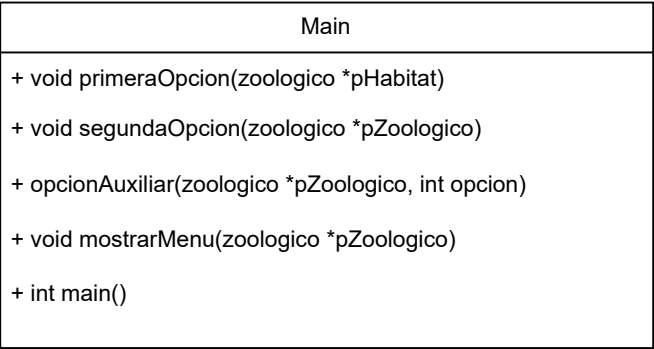 Main
+ void primeraOpcion(zoologico *pHabitat)
+ void segundaOpcion(zoologico *pZoologico)
+ opcionAuxiliar(zoologico *pZoologico, int opcion)
+ void mostrarMenu(zoologico *pZoologico)
+ int main()